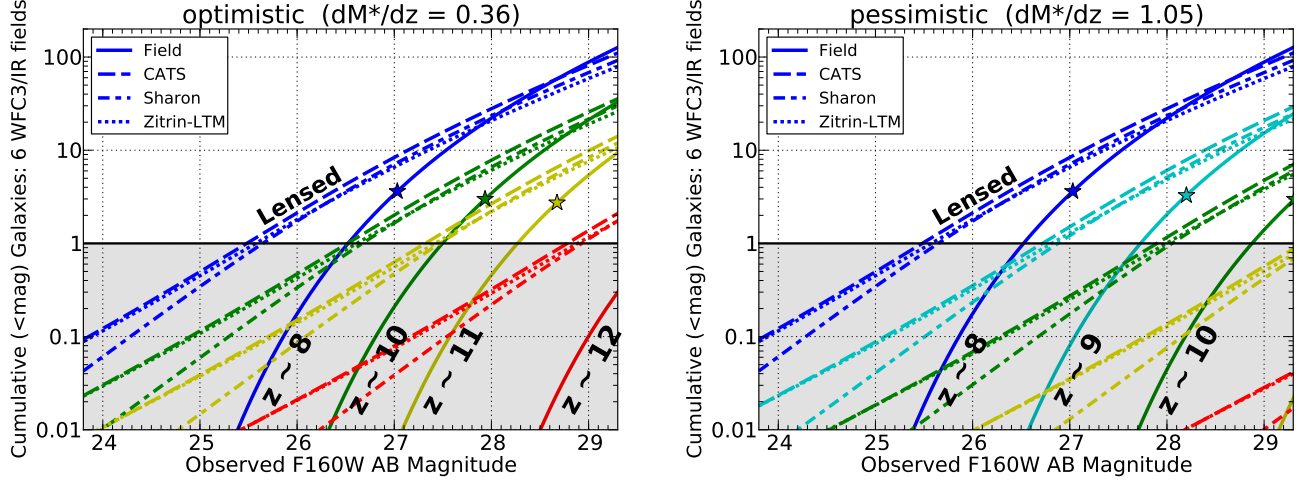 optimistic (dM*/dz = 0.36)
Cumulative (<mag) Galaxies: 6 WFC3/IR fields
100
10
1
0.1
0.01
Field
CATS
Sharon
Zitrin-LTM
Lensed
z ~ 8
z ~ 10
z ~ 11
z ~ 12
24 25 26 27 28 29
Observed F160W AB Magnitude
pessimistic (dM*/dz = 1.05)
Cumulative (<mag) Galaxies: 6 WFC3/IR fields
100
10
1
0.1
0.01
Field
CATS
Sharon
Zitrin-LTM
Lensed
z ~ 8
z ~ 9
z ~ 10
24 25 26 27 28 29
Observed F160W AB Magnitude